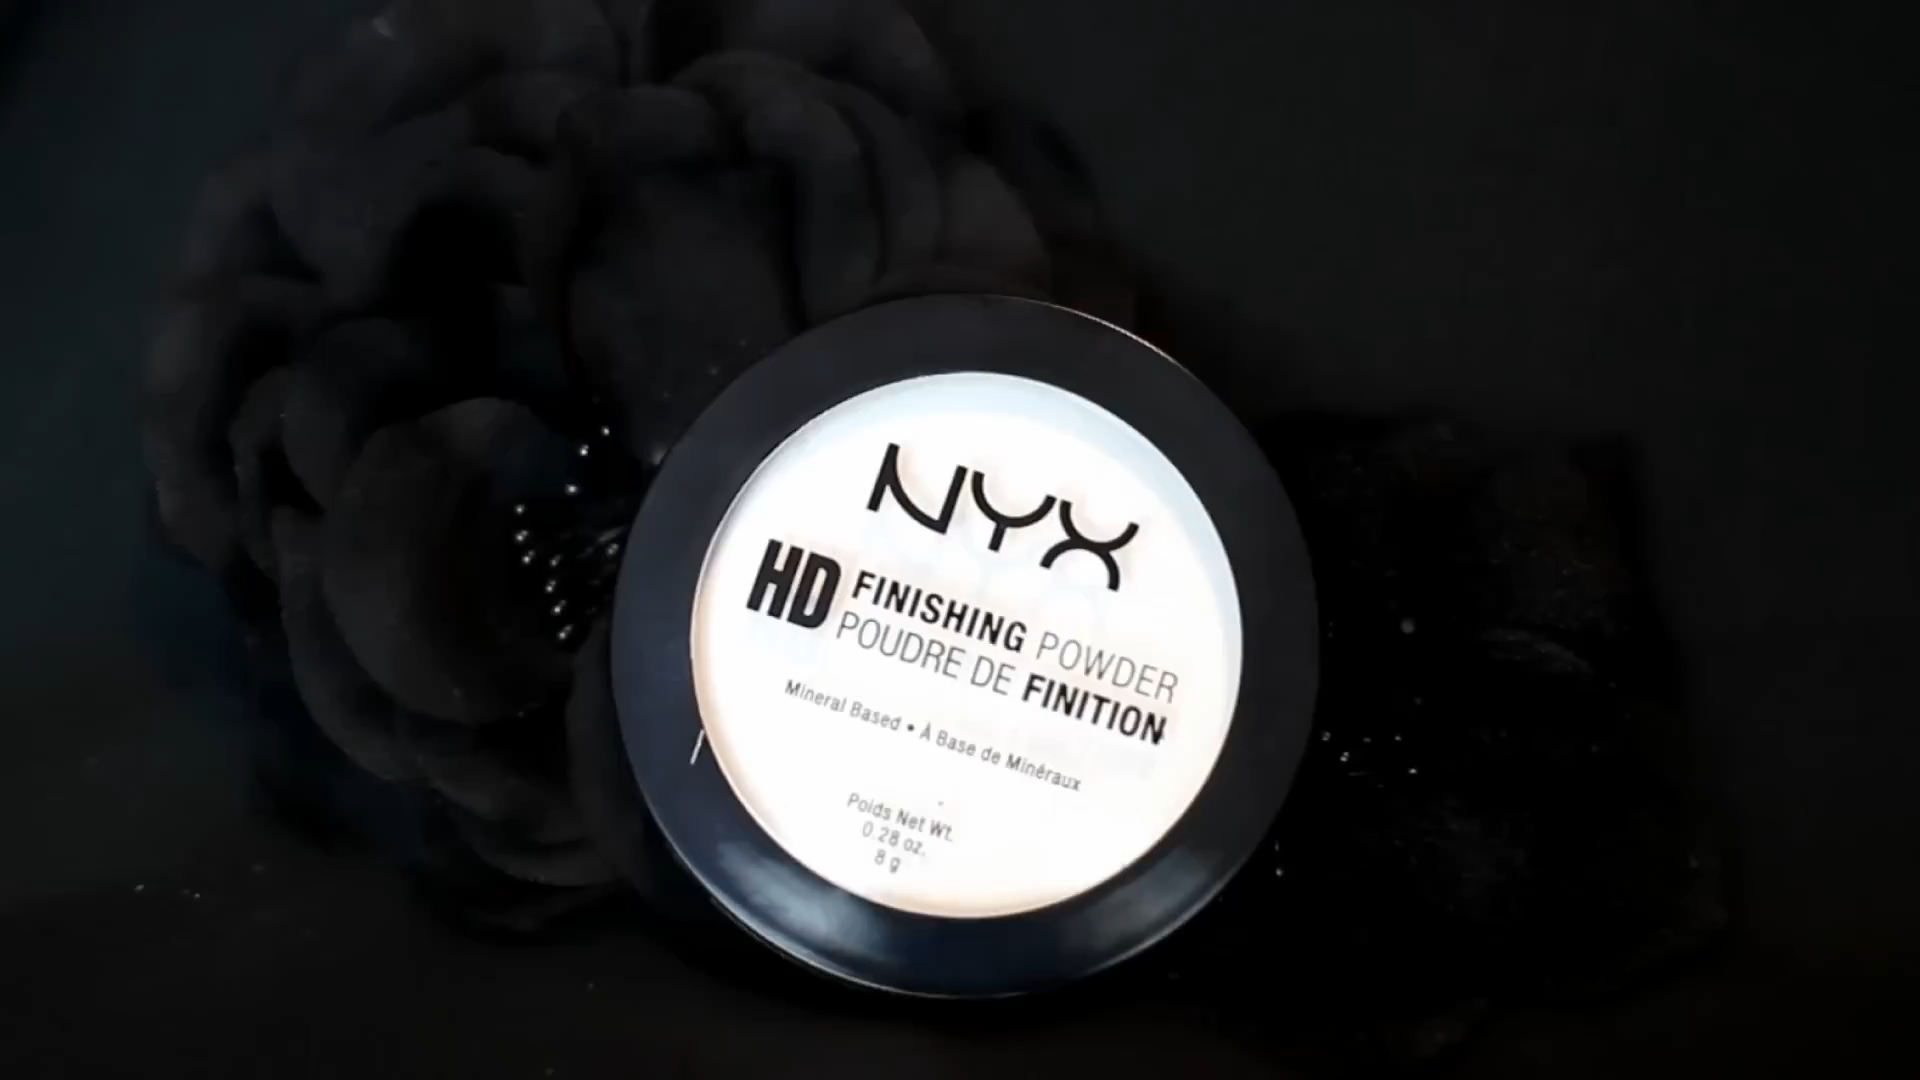 NYX
HD FINISHING POWDER
POUDRE DE FINITION
Mineral Based • À Base de Minéraux
Poids Net Wt.
0.28 oz.
8 g